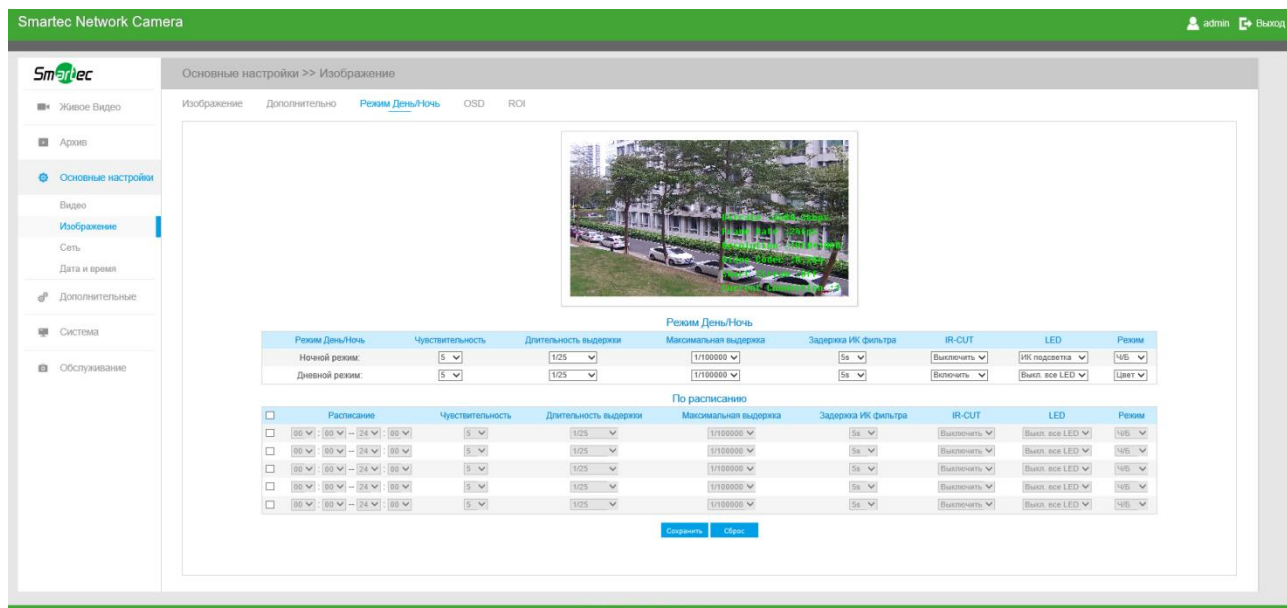 Smartec Network Camera admin Выход
Smartec
Основные настройки >> Изображение
Живое Видео
Архив
Основные настройки
Видео
Изображение
Сеть
Дата и время
Дополнительные
Система
Обслуживание
Изображение Дополнительно Режим День/Ночь OSD ROI
Режим День/Ночь
Режим День/Ночь Чувствительность Длительность выдержки Максимальная выдержка Задержка ИК фильтра IR-CUT LED Режим
Ночной режим: 5 1/25 1/100000 5s Выключить ИК подсветка Ч/Б
Дневной режим: 5 1/25 1/100000 5s Включить Выкл. все LED Цвет
По расписанию
Расписание Чувствительность Длительность выдержки Максимальная выдержка Задержка ИК фильтра IR-CUT LED Режим
00 : 00 -- 24 : 00 5 1/25 1/100000 5s Выключить Выкл. все LED Ч/Б
00 : 00 -- 24 : 00 5 1/25 1/100000 5s Выключить Выкл. все LED Ч/Б
00 : 00 -- 24 : 00 5 1/25 1/100000 5s Выключить Выкл. все LED Ч/Б
00 : 00 -- 24 : 00 5 1/25 1/100000 5s Выключить Выкл. все LED Ч/Б
00 : 00 -- 24 : 00 5 1/25 1/100000 5s Выключить Выкл. все LED Ч/Б
Сохранить Сброс